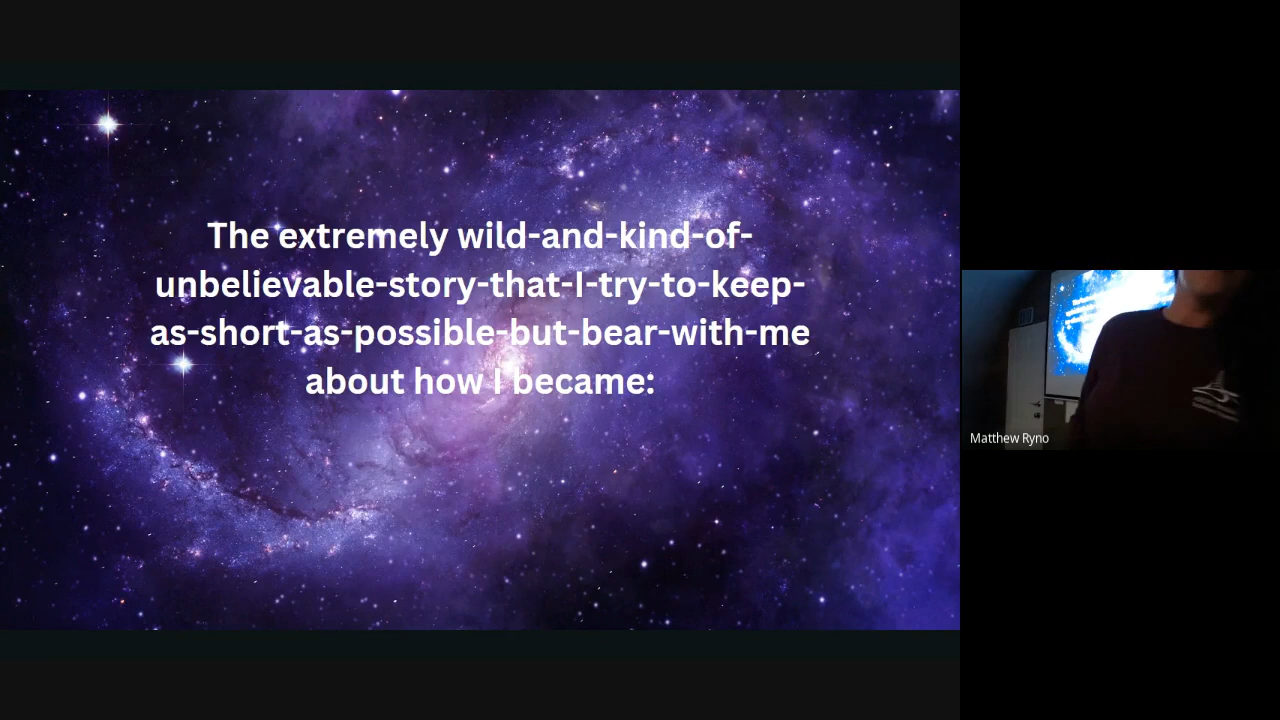 The extremely wild-and-kind-of-
unbelievable-story-that-I-try-to-keep-
as-short-as-possible-but-bear-with-me
about how I became:
Matthew Ryno